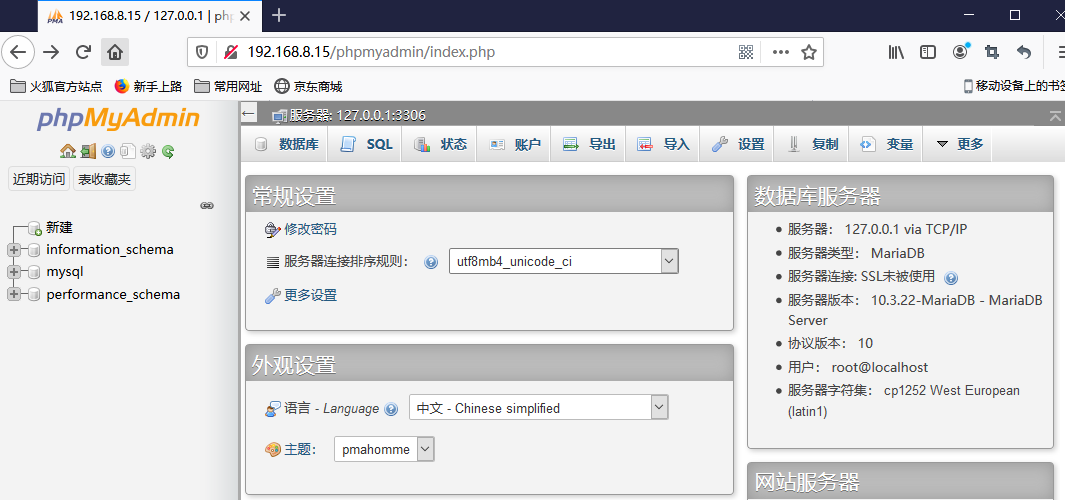 192.168.8.15 / 127.0.0.1 | php
192.168.8.15/phpmyadmin/index.php
火狐官方站点 新手上路 常用网址 京东商城 移动设备上的书签
phpMyAdmin
近期访问 表收藏夹
新建
information_schema
mysql
performance_schema
服务器: 127.0.0.1:3306
数据库 SQL 状态 账户 导出 导入 设置 复制 变量 更多
常规设置
修改密码
服务器连接排序规则： utf8mb4_unicode_ci
更多设置
外观设置
语言 - Language 中文 - Chinese simplified
主题： pmahomme
数据库服务器
服务器： 127.0.0.1 via TCP/IP
服务器类型： MariaDB
服务器连接: SSL未被使用
服务器版本： 10.3.22-MariaDB - MariaDB
Server
协议版本： 10
用户： root@localhost
服务器字符集： cp1252 West European
(latin1)
网站服务器